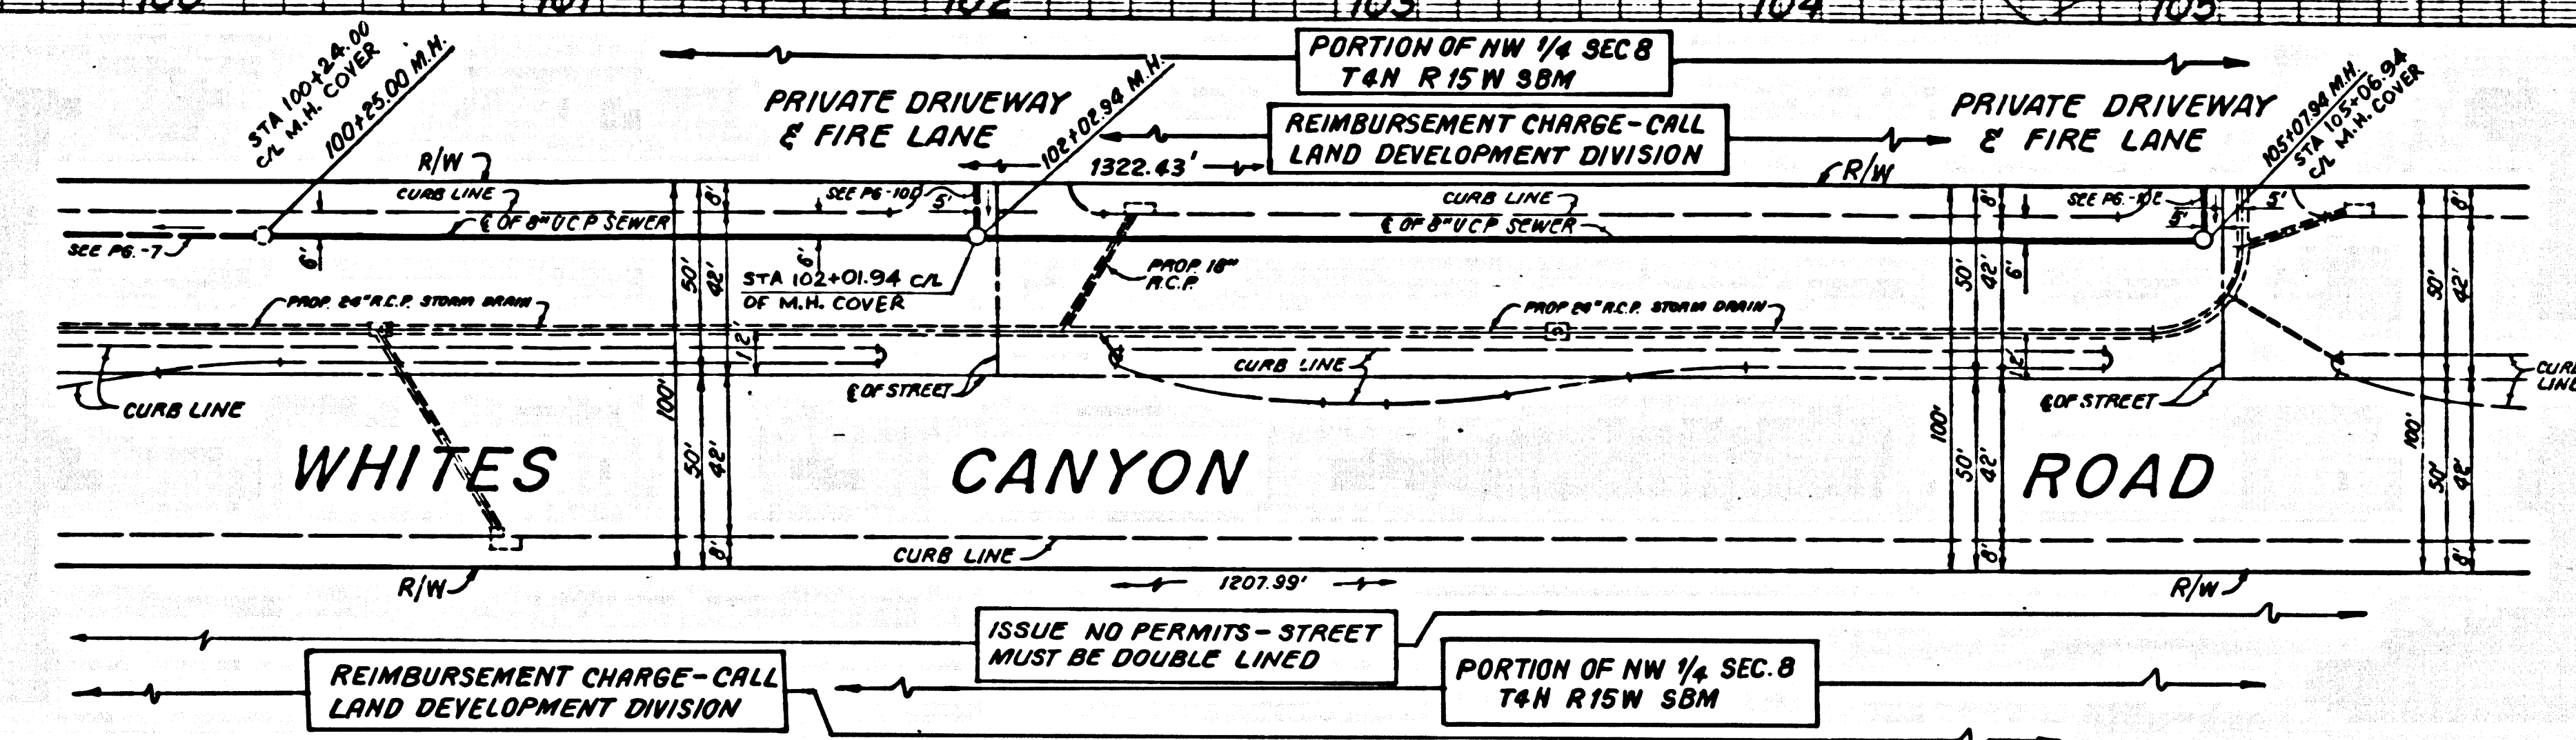 100 101 102 103 104 105
PORTION OF NW 1/4 SEC 8
T4N R15W SBM
STA 100+24.00
C/L M.H. COVER
100+25.00 M.H.
PRIVATE DRIVEWAY
& FIRE LANE
102+02.94 M.H.
REIMBURSEMENT CHARGE-CALL
LAND DEVELOPMENT DIVISION
1322.43'
PRIVATE DRIVEWAY
& FIRE LANE
105+07.94 M.H.
STA 105+06.94
C/L M.H. COVER
R/W
R/W
CURB LINE
SEE PG.-10D
5'
CURB LINE
SEE PG.-10E
5'
5'
8'
8'
8'
℄ OF 8" V.C.P. SEWER
℄ OF 8" V.C.P. SEWER
SEE PG.-7
6'
6'
6'
50'
42'
STA 102+01.94 C/L
OF M.H. COVER
PROP. 18"
R.C.P.
50'
42'
50'
42'
PROP. 24" R.C.P. STORM DRAIN
PROP. 24" R.C.P. STORM DRAIN
12'
12'
CURB LINE
CURB
LINE
CURB LINE
℄ OF STREET
℄ OF STREET
100'
100'
100'
WHITES CANYON ROAD
50'
42'
50'
42'
50'
42'
8'
8'
8'
CURB LINE
R/W
1207.99'
R/W
ISSUE NO PERMITS-STREET
MUST BE DOUBLE LINED
REIMBURSEMENT CHARGE-CALL
LAND DEVELOPMENT DIVISION
PORTION OF NW 1/4 SEC.8
T4N R15W SBM